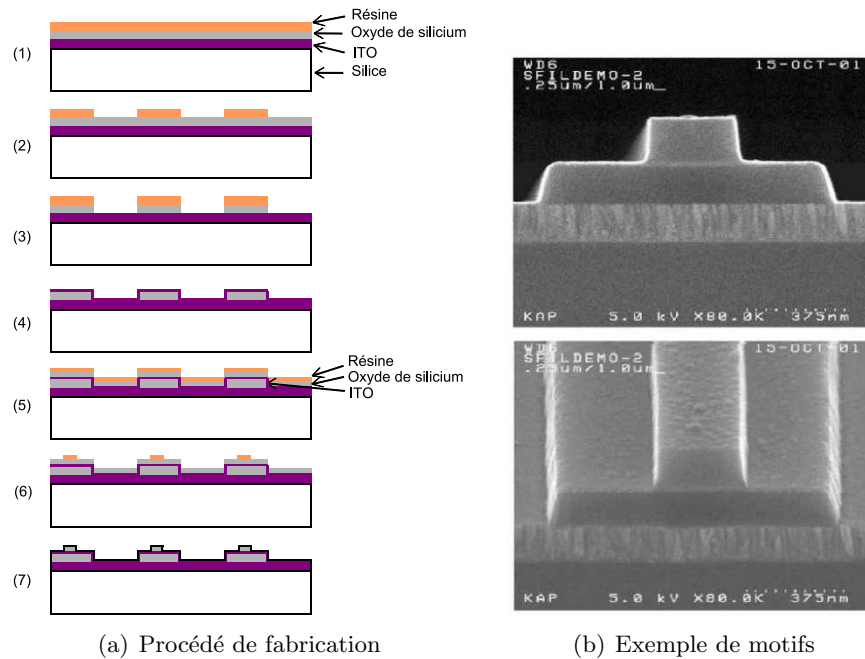 Résine
Oxyde de silicium
ITO
Silice
(1)
(2)
(3)
(4)
Résine
Oxyde de silicium
ITO
(5)
(6)
(7)
(a) Procédé de fabrication
WD6 15-OCT-01
SFILDEMO-2
.25um/1.0um_
KAP 5.0 kV X80.0K 375nm
WD6 15-OCT-01
SFILDEMO-2
.25um/1.0um_
KAP 5.0 kV X80.0K 375nm
(b) Exemple de motifs